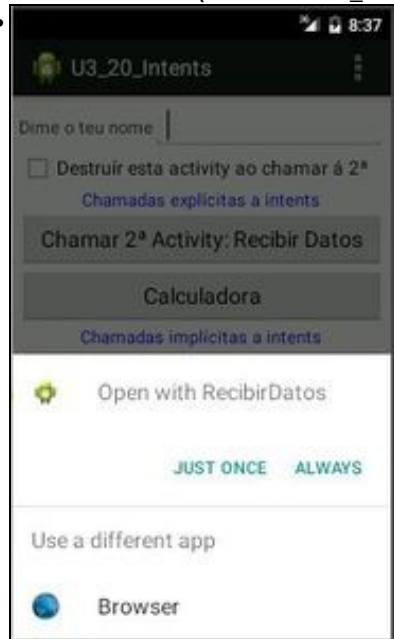 8:37
U3_20_Intents
Dime o teu nome
Destruír esta activity ao chamar á 2ª
Chamadas explícitas a intents
Chamar 2ª Activity: Recibir Datos
Calculadora
Chamadas implícitas a intents
Open with RecibirDatos
JUST ONCE ALWAYS
Use a different app
Browser